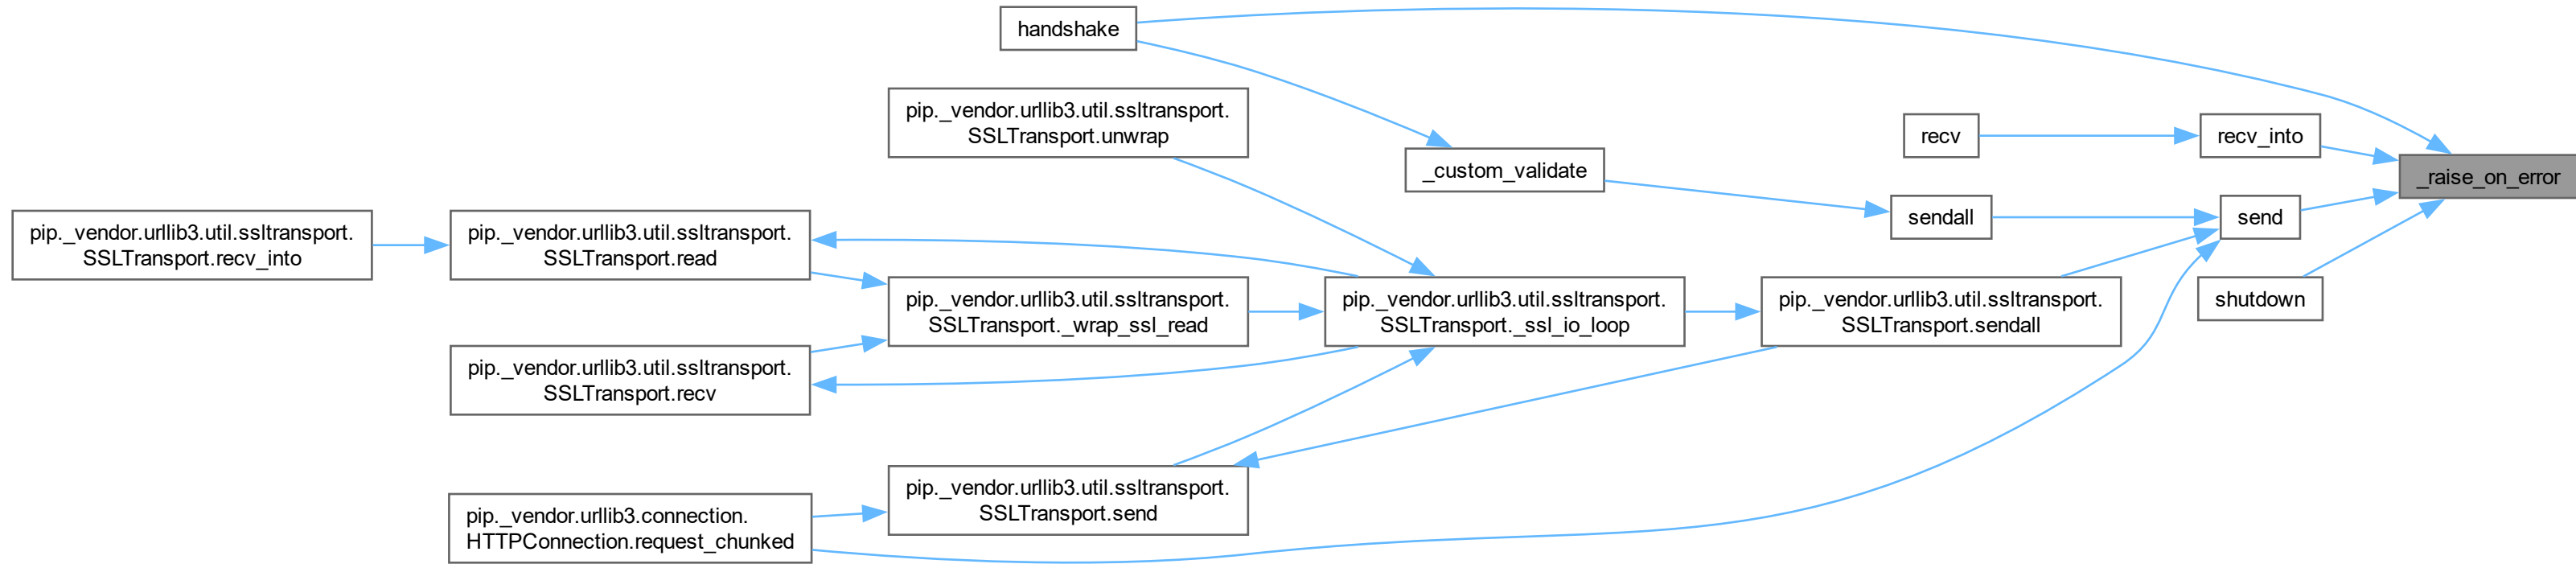 handshake
pip._vendor.urllib3.util.ssltransport.
SSLTransport.unwrap
recv
recv_into
_custom_validate
_raise_on_error
pip._vendor.urllib3.util.ssltransport.
SSLTransport.recv_into
pip._vendor.urllib3.util.ssltransport.
SSLTransport.read
sendall
send
pip._vendor.urllib3.util.ssltransport.
SSLTransport._wrap_ssl_read
pip._vendor.urllib3.util.ssltransport.
SSLTransport._ssl_io_loop
pip._vendor.urllib3.util.ssltransport.
SSLTransport.sendall
shutdown
pip._vendor.urllib3.util.ssltransport.
SSLTransport.recv
pip._vendor.urllib3.util.ssltransport.
SSLTransport.send
pip._vendor.urllib3.connection.
HTTPConnection.request_chunked